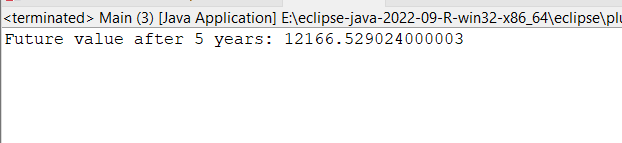 <terminated> Main (3) [Java Application] E:\eclipse-java-2022-09-R-win32-x86_64\eclipse\plu
Future value after 5 years: 12166.529024000003